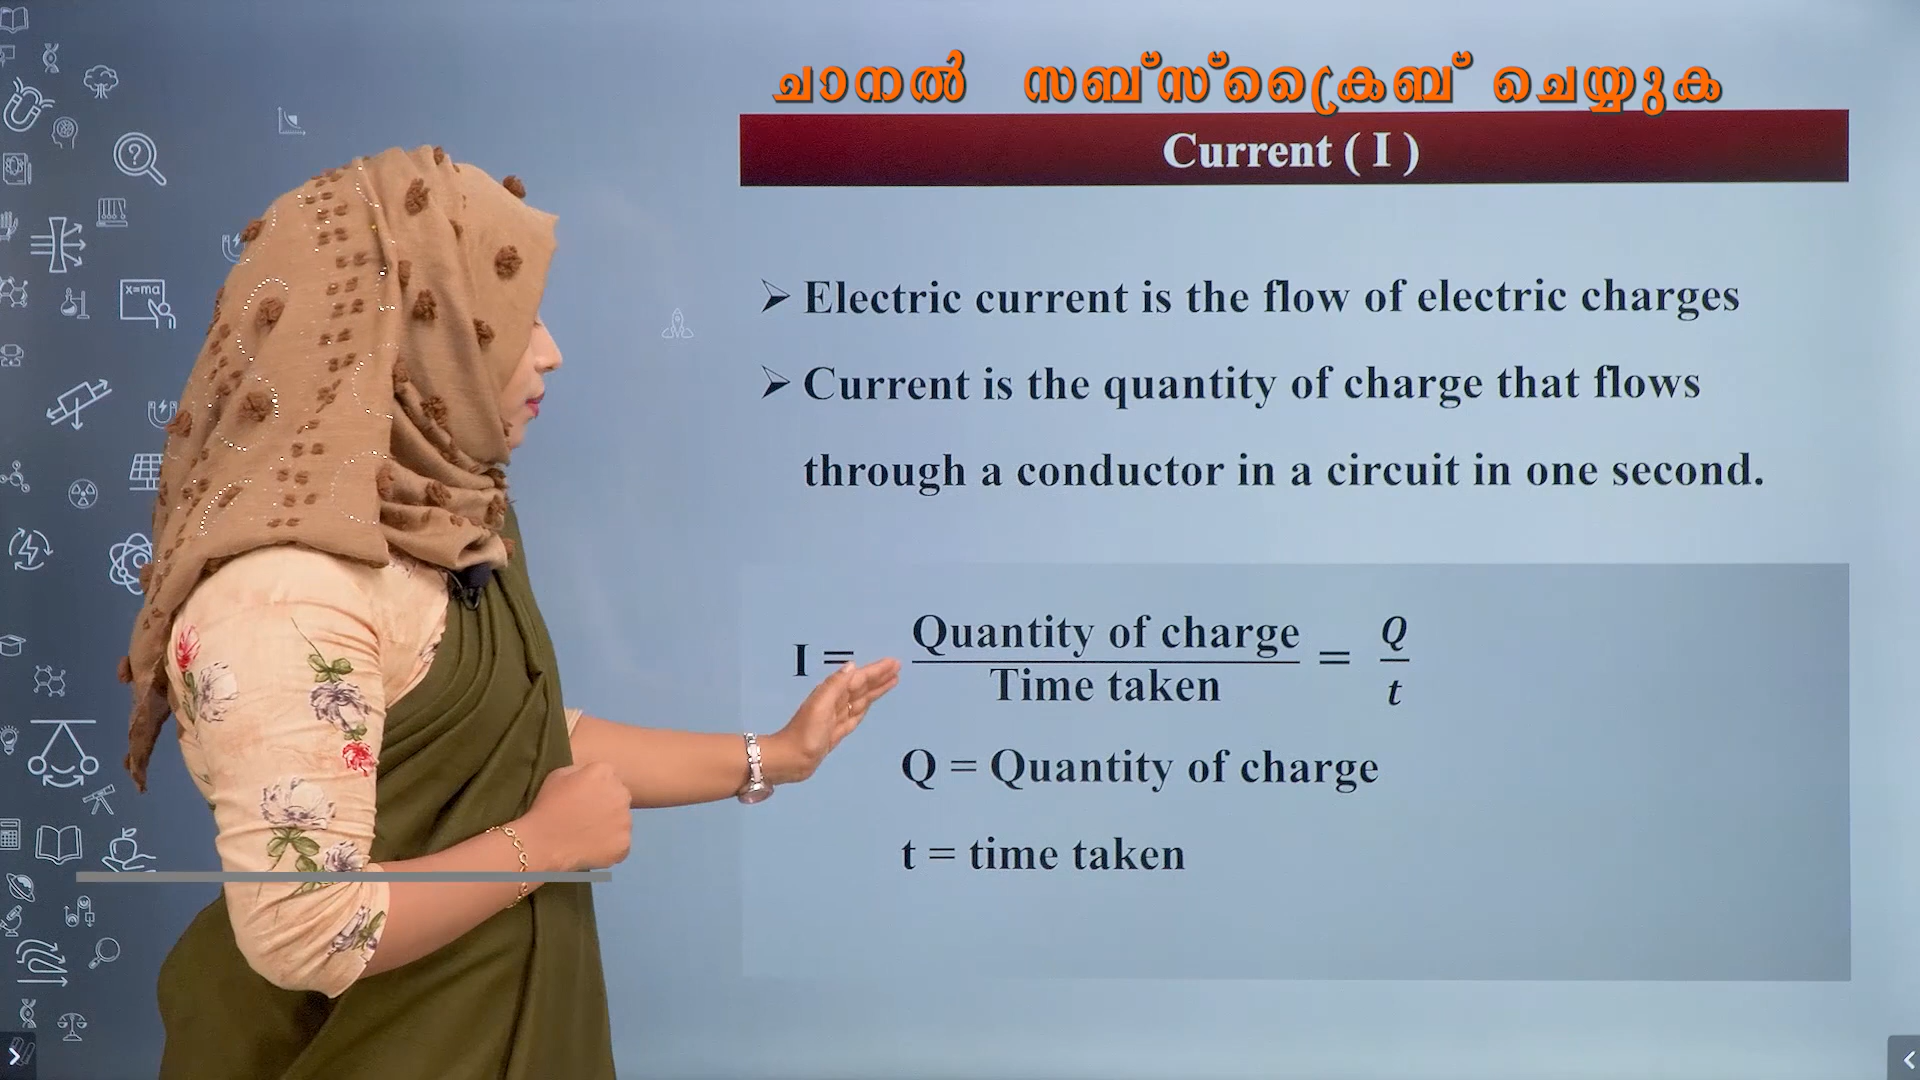 ചാനൽ സബ്സ്ക്രൈബ് ചെയ്യുക
Current ( I )
➢ Electric current is the flow of electric charges
➢ Current is the quantity of charge that flows
through a conductor in a circuit in one second.
I = Quantity of charge / Time taken = Q / t
Q = Quantity of charge
t = time taken
x=ma